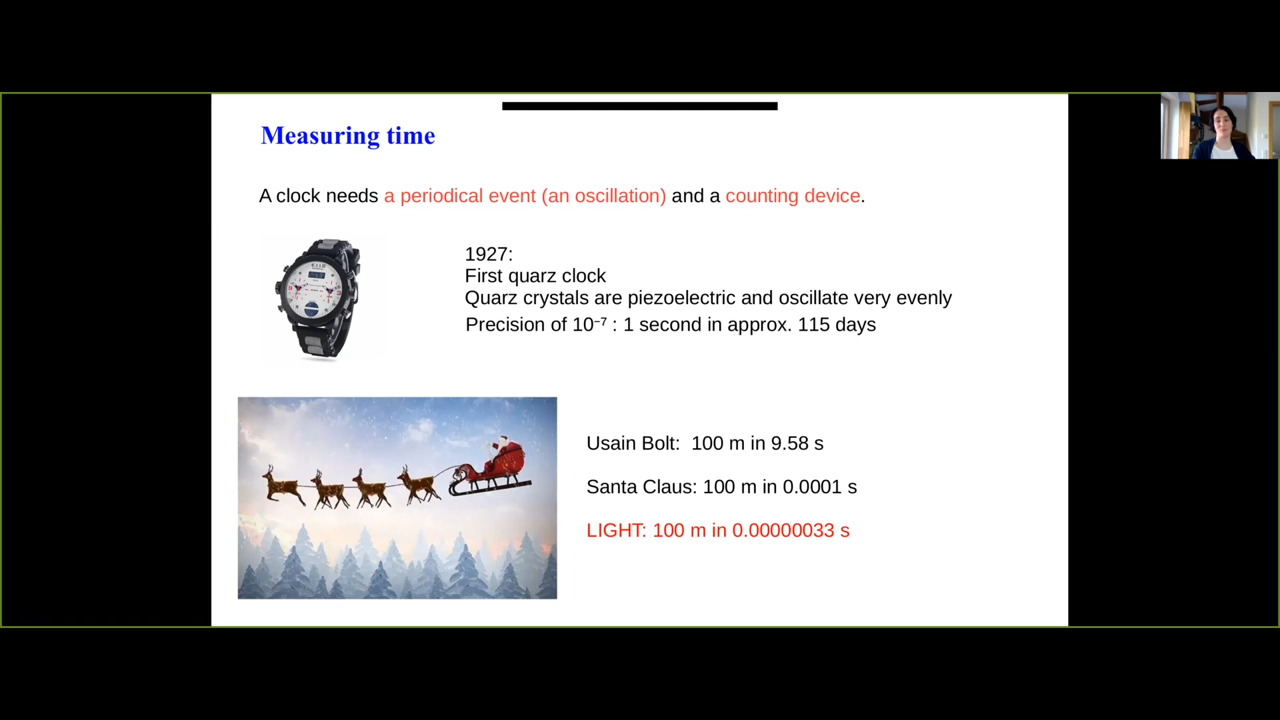 Measuring time
A clock needs a periodical event (an oscillation) and a counting device.
1927:
First quarz clock
Quarz crystals are piezoelectric and oscillate very evenly
Precision of 10⁻⁷ : 1 second in approx. 115 days
Usain Bolt: 100 m in 9.58 s
Santa Claus: 100 m in 0.0001 s
LIGHT: 100 m in 0.00000033 s